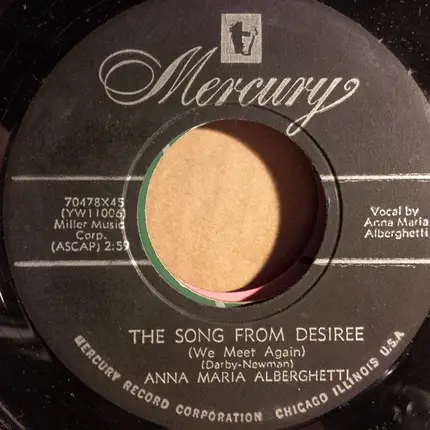 Mercury
70478X45
(YW11006)
Miller Music
Corp.
(ASCAP) 2:59
Vocal by
Anna Maria
Alberghetti
THE SONG FROM DESIREE
(We Meet Again)
(Darby-Newman)
ANNA MARIA ALBERGHETTI
MERCURY RECORD CORPORATION CHICAGO ILLINOIS U.S.A